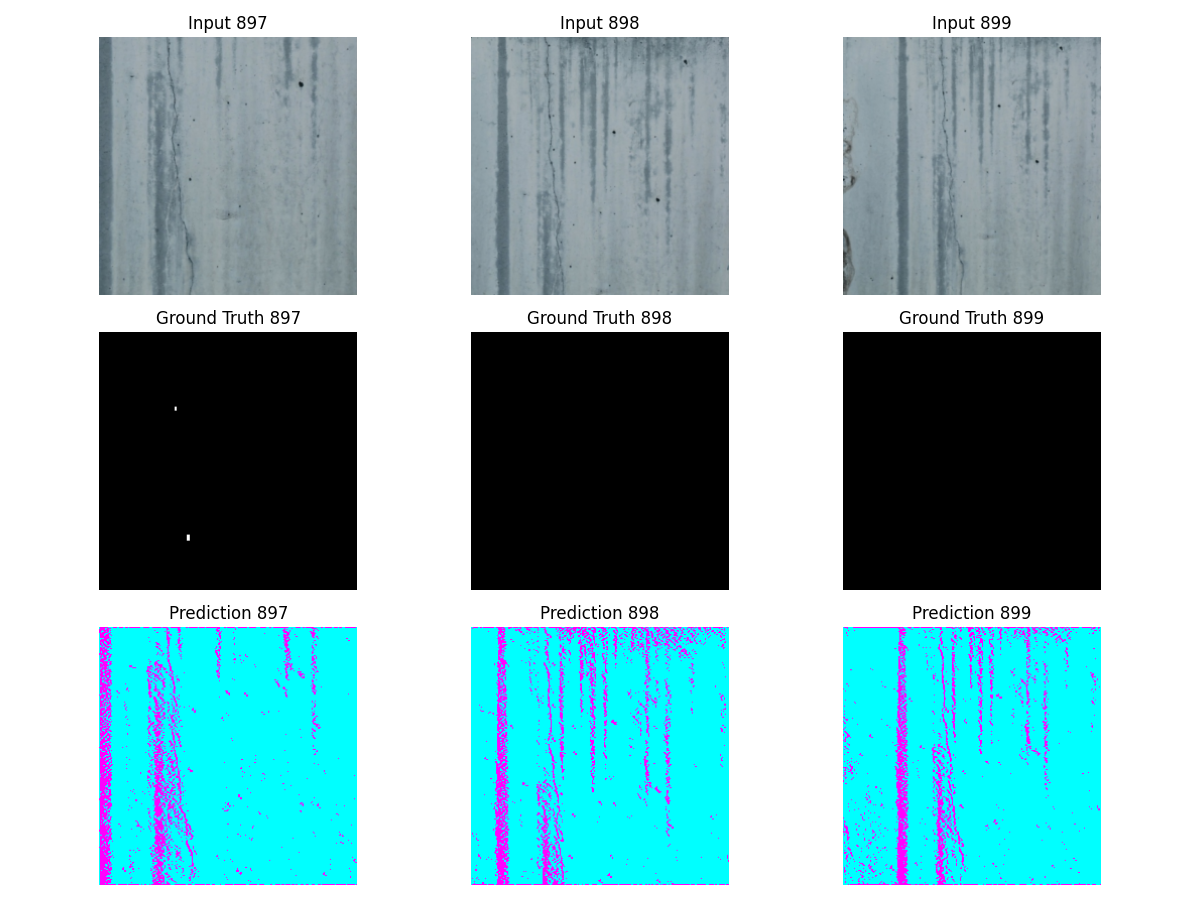 Input 897
Input 898
Input 899
Ground Truth 897
Ground Truth 898
Ground Truth 899
Prediction 897
Prediction 898
Prediction 899